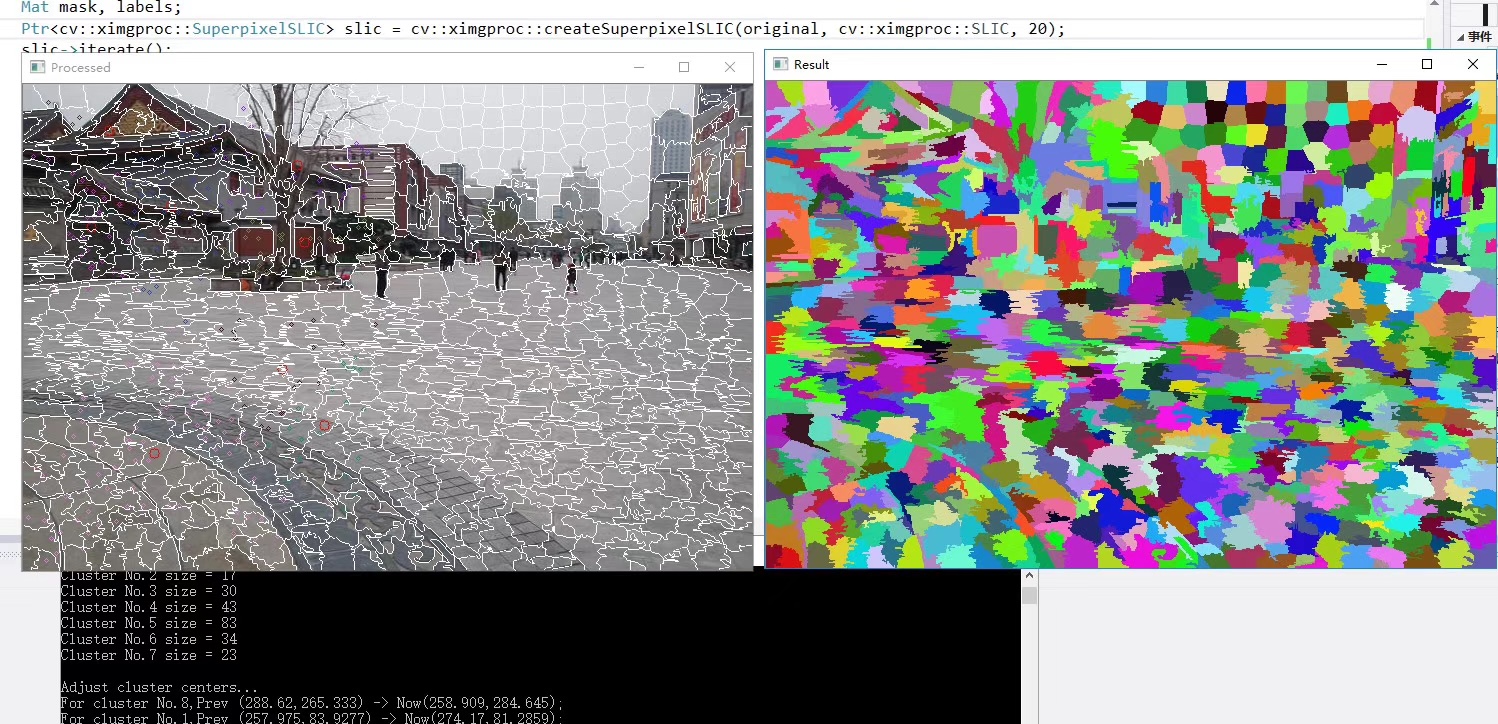 Mat mask, labels;
Ptr<cv::ximgproc::SuperpixelSLIC> slic = cv::ximgproc::createSuperpixelSLIC(original, cv::ximgproc::SLIC, 20);
slic->iterate();
事件
Processed
Result
Cluster No.2 size = 17
Cluster No.3 size = 30
Cluster No.4 size = 43
Cluster No.5 size = 83
Cluster No.6 size = 34
Cluster No.7 size = 23
Adjust cluster centers...
For cluster No.8,Prev (288.62,265.333) -> Now(258.909,284.645);
For cluster No.1,Prev (257.975,83.9277) -> Now(274.17,81.2859);